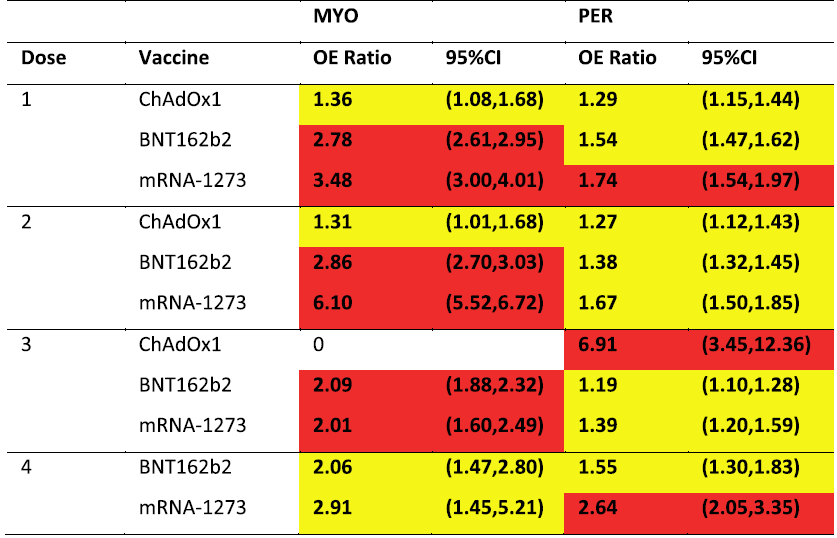 MYO PER
Dose Vaccine OE Ratio 95%CI OE Ratio 95%CI
1 ChAdOx1 1.36 (1.08,1.68) 1.29 (1.15,1.44)
BNT162b2 2.78 (2.61,2.95) 1.54 (1.47,1.62)
mRNA-1273 3.48 (3.00,4.01) 1.74 (1.54,1.97)
2 ChAdOx1 1.31 (1.01,1.68) 1.27 (1.12,1.43)
BNT162b2 2.86 (2.70,3.03) 1.38 (1.32,1.45)
mRNA-1273 6.10 (5.52,6.72) 1.67 (1.50,1.85)
3 ChAdOx1 0 6.91 (3.45,12.36)
BNT162b2 2.09 (1.88,2.32) 1.19 (1.10,1.28)
mRNA-1273 2.01 (1.60,2.49) 1.39 (1.20,1.59)
4 BNT162b2 2.06 (1.47,2.80) 1.55 (1.30,1.83)
mRNA-1273 2.91 (1.45,5.21) 2.64 (2.05,3.35)